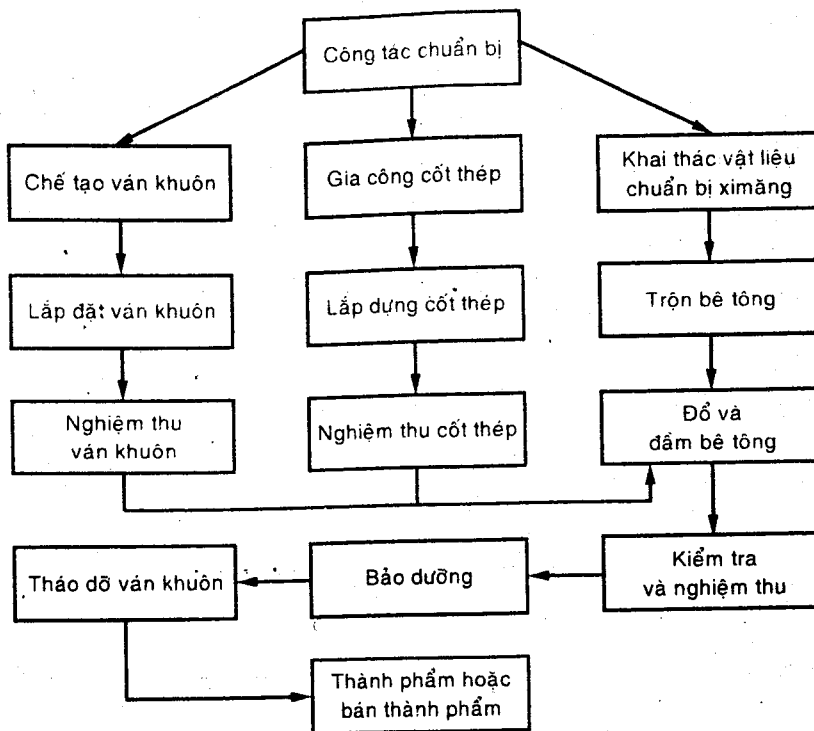 Công tác chuẩn bị
Chế tạo ván khuôn
Gia công cốt thép
Khai thác vật liệu
chuẩn bị ximăng
Lắp đặt ván khuôn
Lắp dựng cốt thép
Trộn bê tông
Nghiệm thu
ván khuôn
Nghiệm thu cốt thép
Đổ và
đầm bê tông
Tháo dỡ ván khuôn
Bảo dưỡng
Kiểm tra
và nghiệm thu
Thành phẩm hoặc
bán thành phẩm